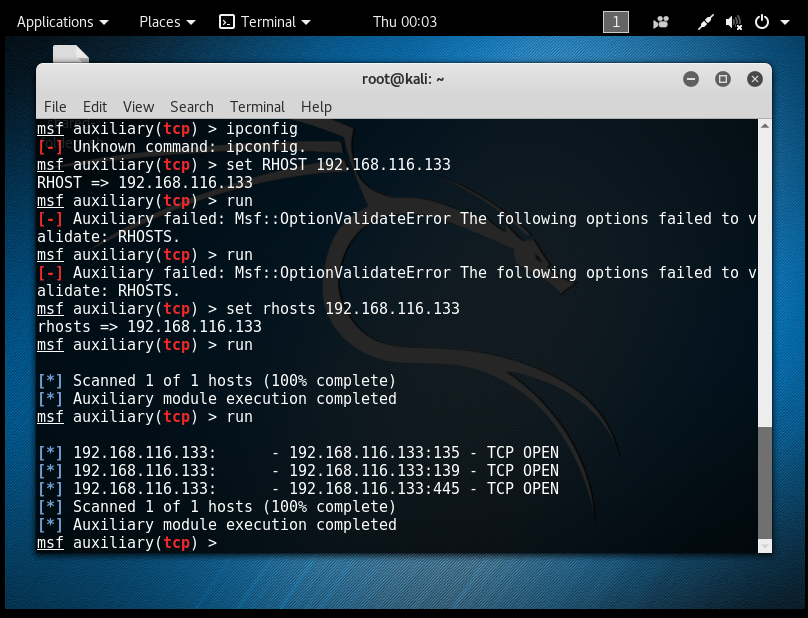 Applications Places Terminal Thu 00:03 1
root@kali: ~
File Edit View Search Terminal Help
msf auxiliary(tcp) > ipconfig
[-] Unknown command: ipconfig.
msf auxiliary(tcp) > set RHOST 192.168.116.133
RHOST => 192.168.116.133
msf auxiliary(tcp) > run
[-] Auxiliary failed: Msf::OptionValidateError The following options failed to v
alidate: RHOSTS.
msf auxiliary(tcp) > run
[-] Auxiliary failed: Msf::OptionValidateError The following options failed to v
alidate: RHOSTS.
msf auxiliary(tcp) > set rhosts 192.168.116.133
rhosts => 192.168.116.133
msf auxiliary(tcp) > run
[*] Scanned 1 of 1 hosts (100% complete)
[*] Auxiliary module execution completed
msf auxiliary(tcp) > run
[*] 192.168.116.133:      - 192.168.116.133:135 - TCP OPEN
[*] 192.168.116.133:      - 192.168.116.133:139 - TCP OPEN
[*] 192.168.116.133:      - 192.168.116.133:445 - TCP OPEN
[*] Scanned 1 of 1 hosts (100% complete)
[*] Auxiliary module execution completed
msf auxiliary(tcp) >